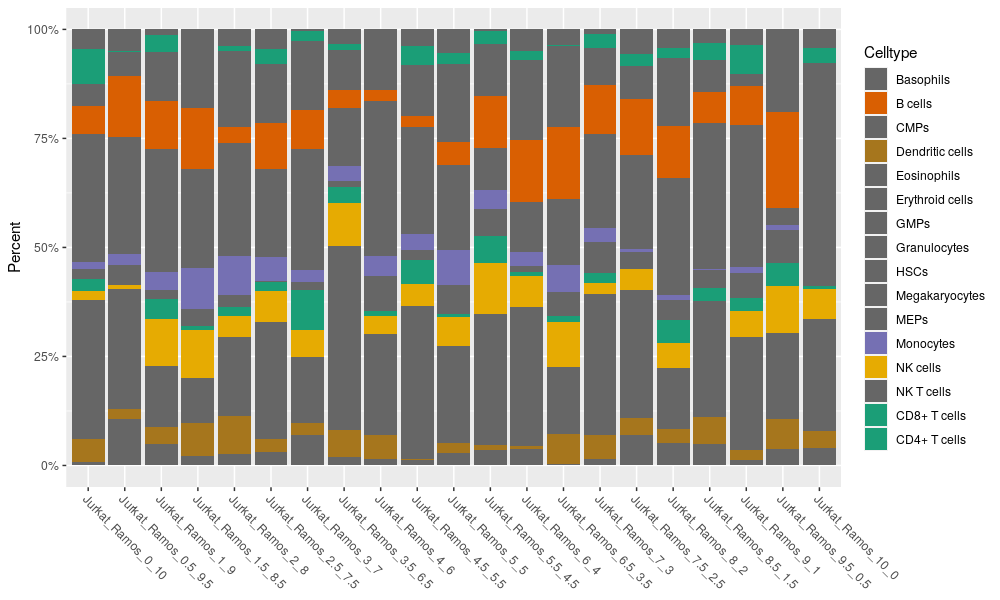 100%
75%
50%
25%
0%
Percent
Jurkat_Ramos_0_10
Jurkat_Ramos_0.5_9.5
Jurkat_Ramos_1_9
Jurkat_Ramos_1.5_8.5
Jurkat_Ramos_2_8
Jurkat_Ramos_2.5_7.5
Jurkat_Ramos_3_7
Jurkat_Ramos_3.5_6.5
Jurkat_Ramos_4_6
Jurkat_Ramos_4.5_5.5
Jurkat_Ramos_5_5
Jurkat_Ramos_5.5_4.5
Jurkat_Ramos_6_4
Jurkat_Ramos_6.5_3.5
Jurkat_Ramos_7_3
Jurkat_Ramos_7.5_2.5
Jurkat_Ramos_8_2
Jurkat_Ramos_8.5_1.5
Jurkat_Ramos_9_1
Jurkat_Ramos_9.5_0.5
Jurkat_Ramos_10_0
Celltype
Basophils
B cells
CMPs
Dendritic cells
Eosinophils
Erythroid cells
GMPs
Granulocytes
HSCs
Megakaryocytes
MEPs
Monocytes
NK cells
NK T cells
CD8+ T cells
CD4+ T cells